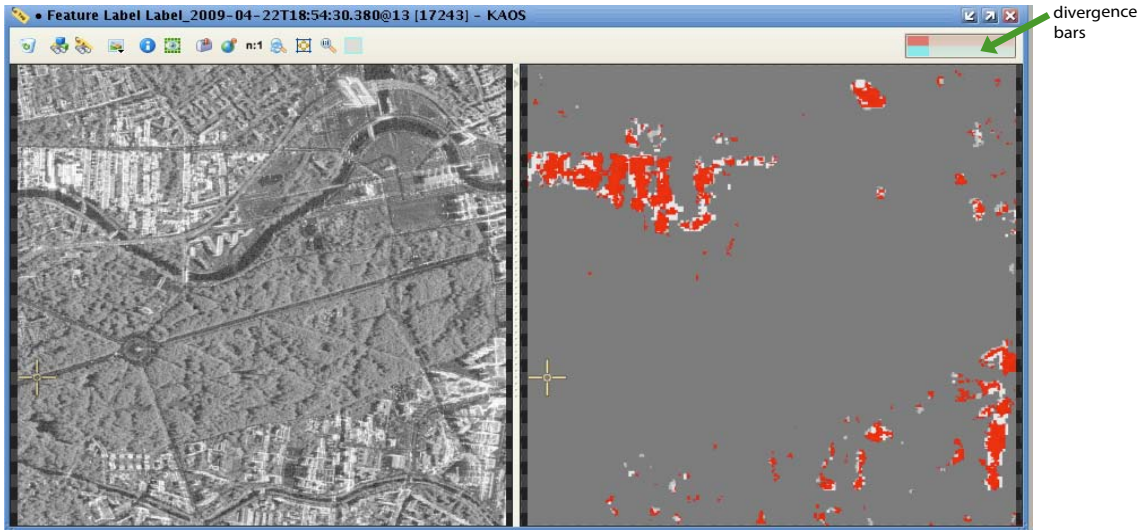 ● Feature Label Label_2009-04-22T18:54:30.380@13 [17243] - KAOS
n:1
divergence
bars